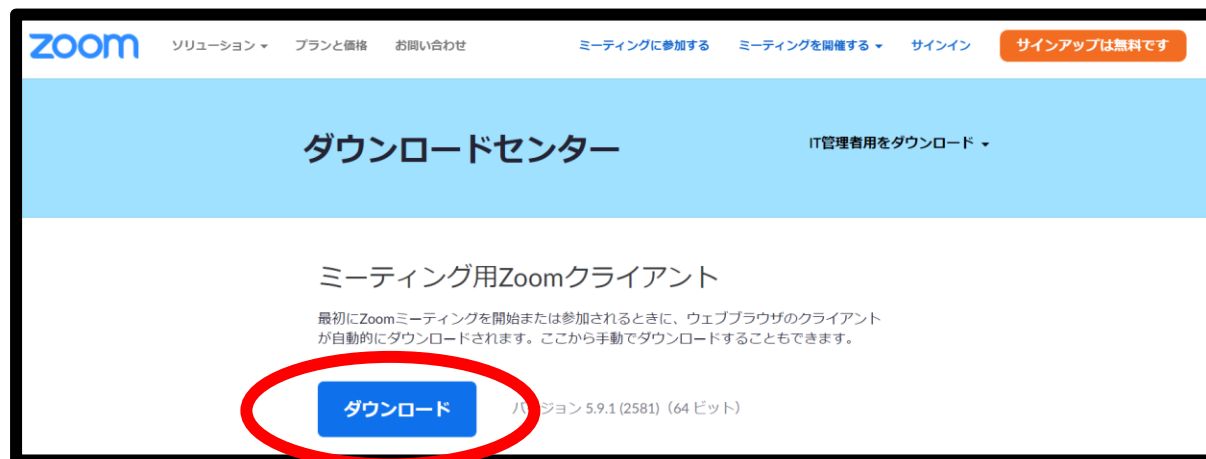 zoom ソリューション プランと価格 お問い合わせ ミーティングに参加する ミーティングを開催する サインイン サインアップは無料です
ダウンロードセンター IT管理者用をダウンロード
ミーティング用Zoomクライアント
最初にZoomミーティングを開始または参加されるときに、ウェブブラウザのクライアント
が自動的にダウンロードされます。ここから手動でダウンロードすることもできます。
ダウンロード バージョン 5.9.1 (2581)（64 ビット）